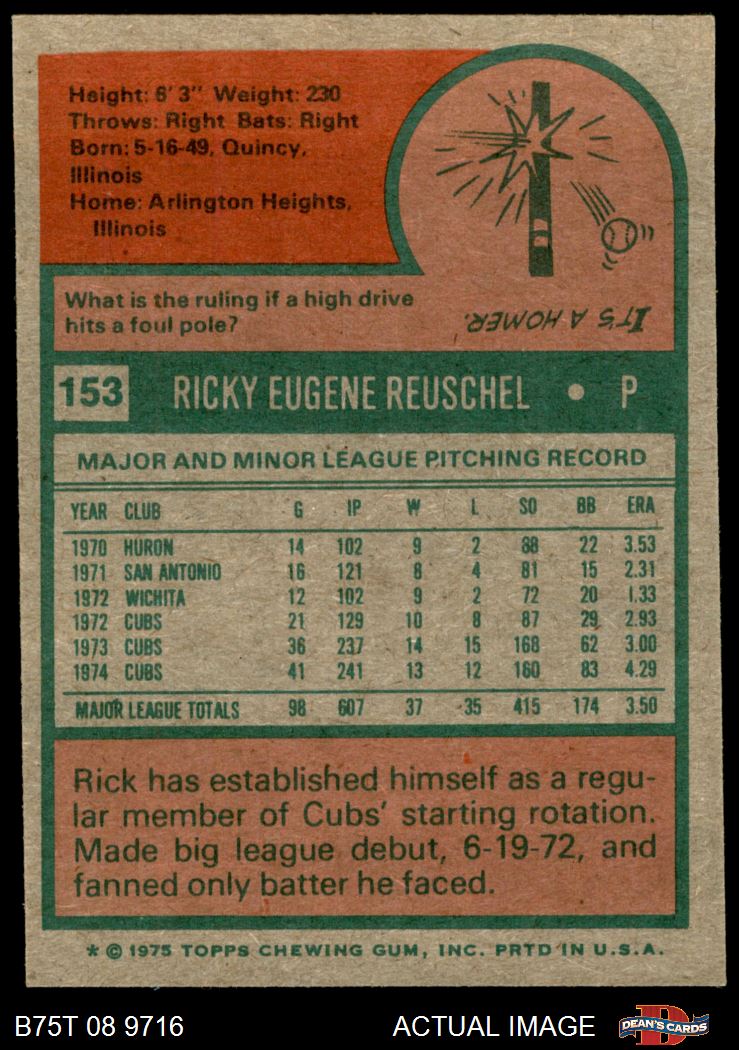 Height: 6' 3" Weight: 230
Throws: Right Bats: Right
Born: 5-16-49, Quincy,
Illinois
Home: Arlington Heights,
Illinois
What is the ruling if a high drive
hits a foul pole?
IT'S A HOMER.
153 RICKY EUGENE REUSCHEL • P
MAJOR AND MINOR LEAGUE PITCHING RECORD
YEAR CLUB G IP W L SO BB ERA
1970 HURON 14 102 9 2 88 22 3.53
1971 SAN ANTONIO 16 121 8 4 81 15 2.31
1972 WICHITA 12 102 9 2 72 20 1.33
1972 CUBS 21 129 10 8 87 29 2.93
1973 CUBS 36 237 14 15 168 62 3.00
1974 CUBS 41 241 13 12 160 83 4.29
MAJOR LEAGUE TOTALS 98 607 37 35 415 174 3.50
Rick has established himself as a regu-
lar member of Cubs' starting rotation.
Made big league debut, 6-19-72, and
fanned only batter he faced.
* © 1975 TOPPS CHEWING GUM, INC. PRTD IN U.S.A.
B75T 08 9716 ACTUAL IMAGE DEAN'S CARDS